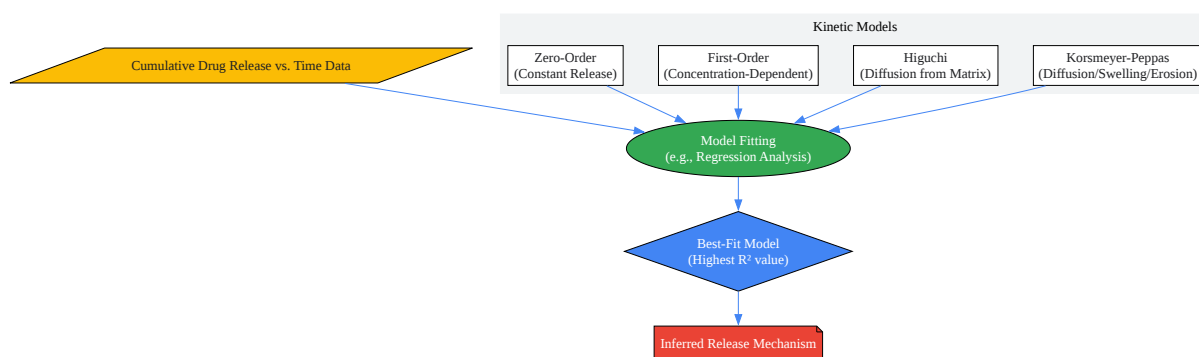 Kinetic Models
Cumulative Drug Release vs. Time Data
Zero-Order
(Constant Release)
First-Order
(Concentration-Dependent)
Higuchi
(Diffusion from Matrix)
Korsmeyer-Peppas
(Diffusion/Swelling/Erosion)
Model Fitting
(e.g., Regression Analysis)
Best-Fit Model
(Highest R² value)
Inferred Release Mechanism